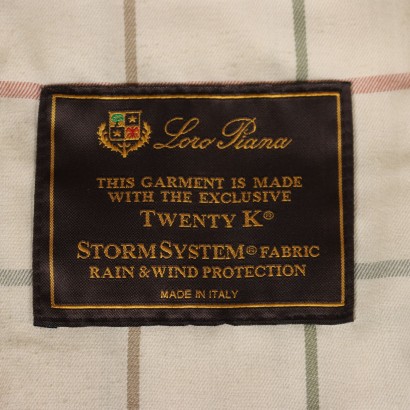 Loro Piana
THIS GARMENT IS MADE
WITH THE EXCLUSIVE
TWENTY K®
STORMSYSTEM® FABRIC
RAIN & WIND PROTECTION
MADE IN ITALY